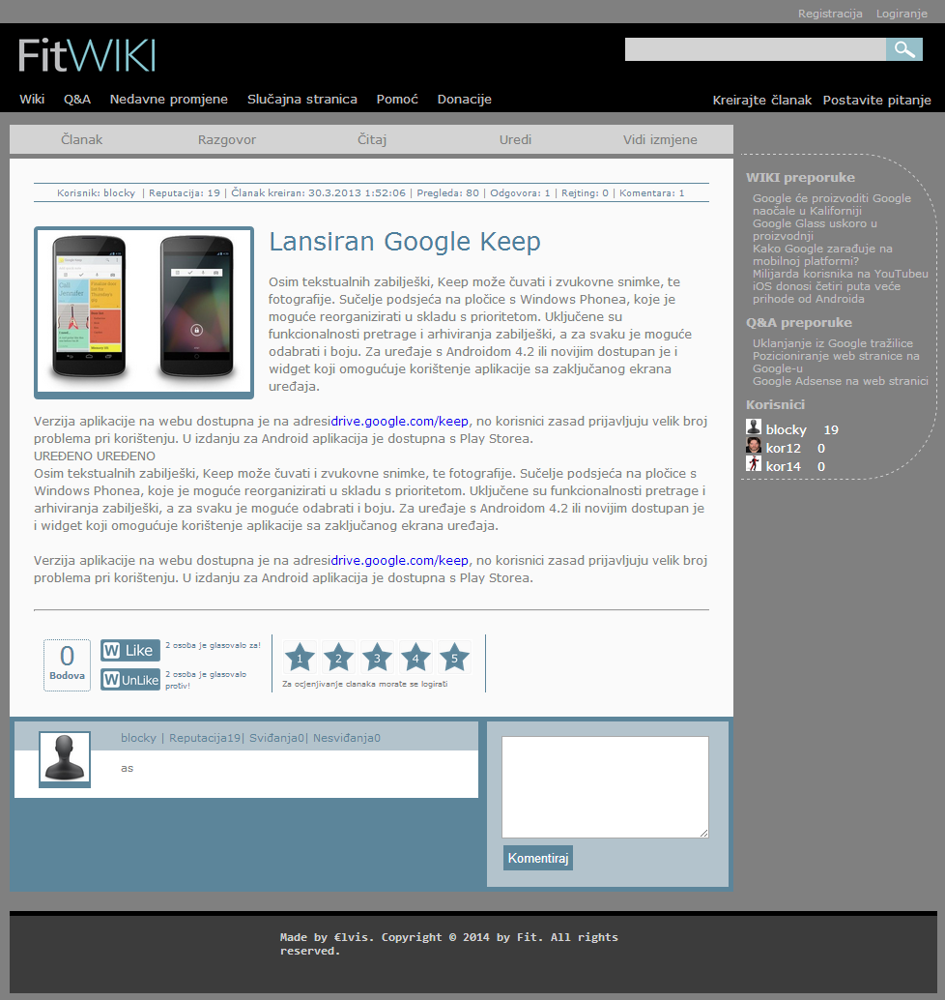 Registracija Logiranje
FitWIKI
Wiki Q&A Nedavne promjene Slučajna stranica Pomoć Donacije Kreirajte članak Postavite pitanje
Članak Razgovor Čitaj Uredi Vidi izmjene
Korisnik: blocky | Reputacija: 19 | Članak kreiran: 30.3.2013 1:52:06 | Pregleda: 80 | Odgovora: 1 | Rejting: 0 | Komentara: 1
Lansiran Google Keep
Osim tekstualnih zabilješki, Keep može čuvati i zvukovne snimke, te
fotografije. Sučelje podsjeća na pločice s Windows Phonea, koje je
moguće reorganizirati u skladu s prioritetom. Uključene su
funkcionalnosti pretrage i arhiviranja zabilješki, a za svaku je moguće
odabrati i boju. Za uređaje s Androidom 4.2 ili novijim dostupan je i
widget koji omogućuje korištenje aplikacije sa zaključanog ekrana
uređaja.
Verzija aplikacije na webu dostupna je na adresidrive.google.com/keep, no korisnici zasad prijavljuju velik broj
problema pri korištenju. U izdanju za Android aplikacija je dostupna s Play Storea.
UREĐENO UREĐENO
Osim tekstualnih zabilješki, Keep može čuvati i zvukovne snimke, te fotografije. Sučelje podsjeća na pločice s
Windows Phonea, koje je moguće reorganizirati u skladu s prioritetom. Uključene su funkcionalnosti pretrage i
arhiviranja zabilješki, a za svaku je moguće odabrati i boju. Za uređaje s Androidom 4.2 ili novijim dostupan je
i widget koji omogućuje korištenje aplikacije sa zaključanog ekrana uređaja.
Verzija aplikacije na webu dostupna je na adresidrive.google.com/keep, no korisnici zasad prijavljuju velik broj
problema pri korištenju. U izdanju za Android aplikacija je dostupna s Play Storea.
0
Bodova
W Like
2 osoba je glasovalo za!
W UnLike
2 osoba je glasovalo
protiv!
1 2 3 4 5
Za ocjenjivanje clanaka morate se logirati
blocky | Reputacija19| Sviđanja0| Nesviđanja0
as
Komentiraj
WIKI preporuke
Google će proizvoditi Google
naočale u Kaliforniji
Google Glass uskoro u
proizvodnji
Kako Google zarađuje na
mobilnoj platformi?
Milijarda korisnika na YouTubeu
iOS donosi četiri puta veće
prihode od Androida
Q&A preporuke
Uklanjanje iz Google tražilice
Pozicioniranje web stranice na
Google-u
Google Adsense na web stranici
Korisnici
blocky 19
kor12 0
kor14 0
Made by €lvis. Copyright © 2014 by Fit. All rights
reserved.